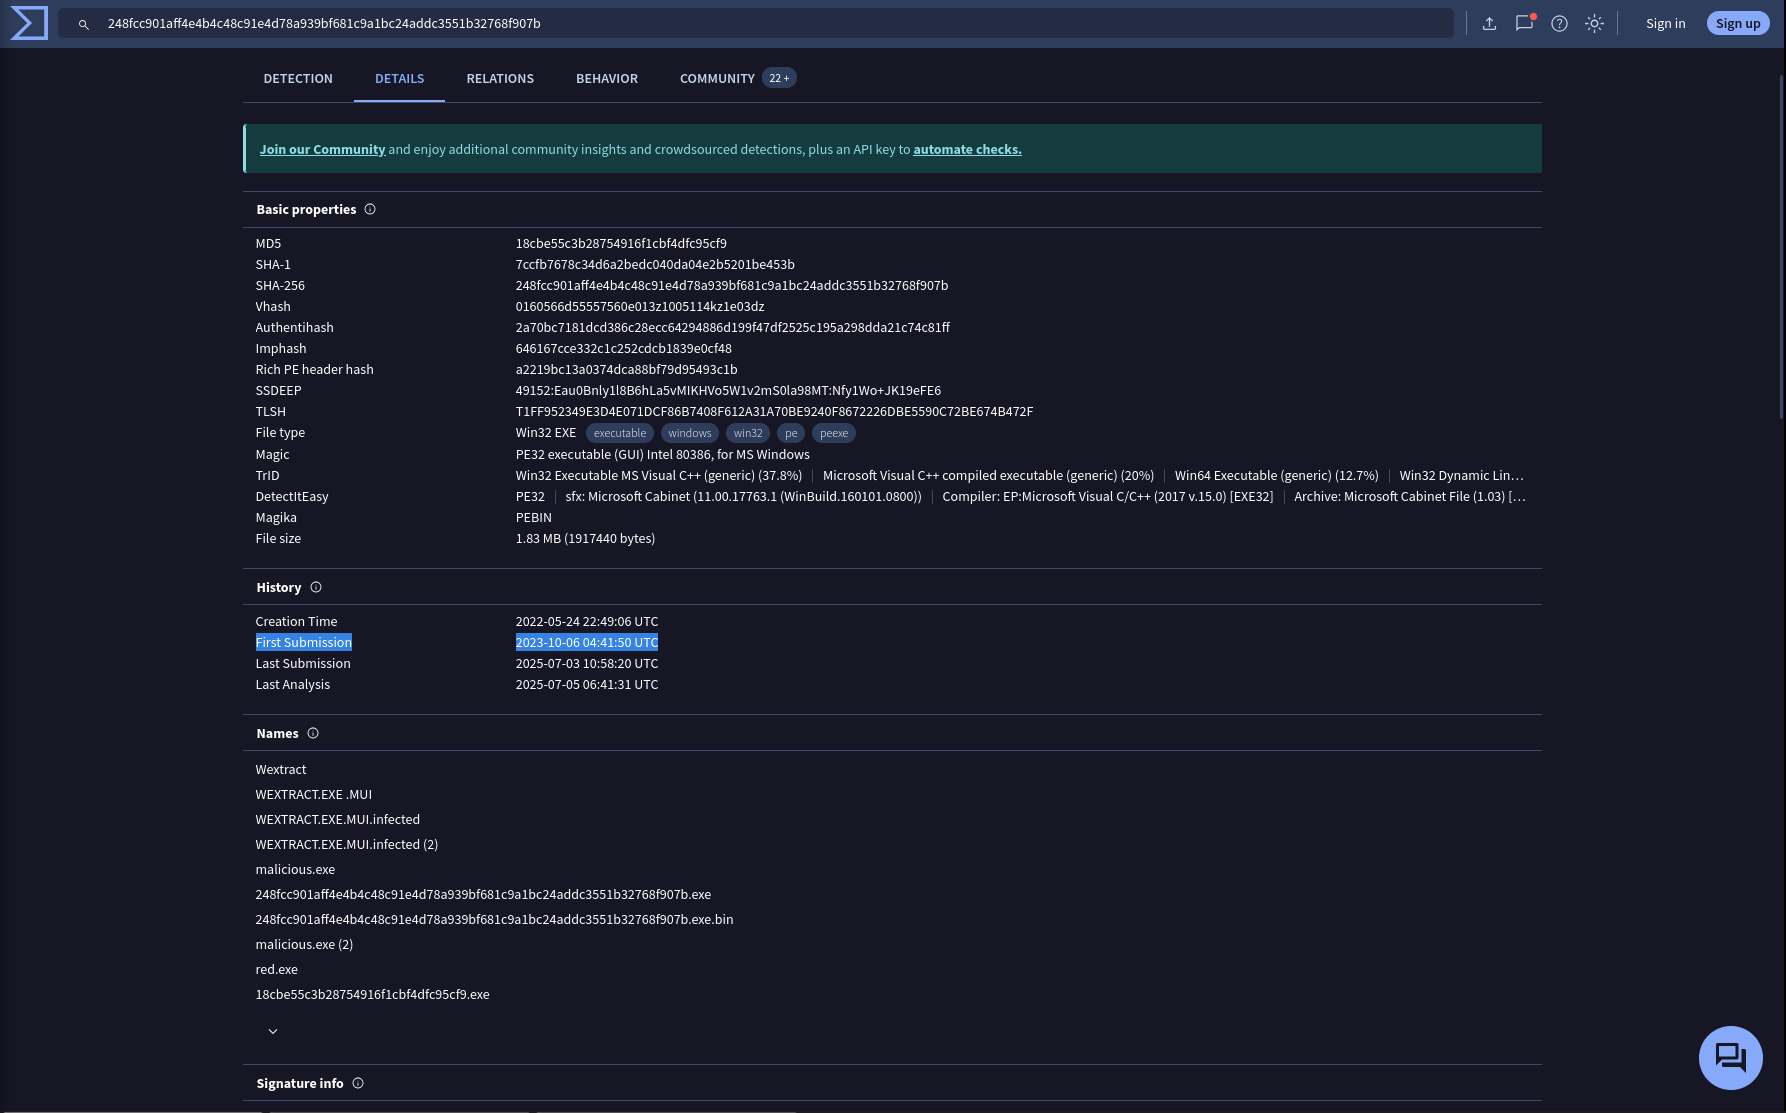 248fcc901aff4e4b4c48c91e4d78a939bf681c9a1bc24addc3551b32768f907b Sign in Sign up
DETECTION DETAILS RELATIONS BEHAVIOR COMMUNITY 22 +
Join our Community and enjoy additional community insights and crowdsourced detections, plus an API key to automate checks.
Basic properties
MD5 18cbe55c3b28754916f1cbf4dfc95cf9
SHA-1 7ccfb7678c34d6a2bedc040da04e2b5201be453b
SHA-256 248fcc901aff4e4b4c48c91e4d78a939bf681c9a1bc24addc3551b32768f907b
Vhash 0160566d55557560e013z1005114kz1e03dz
Authentihash 2a70bc7181dcd386c28ecc64294886d199f47df2525c195a298dda21c74c81ff
Imphash 646167cce332c1c252cdcb1839e0cf48
Rich PE header hash a2219bc13a0374dca88bf79d95493c1b
SSDEEP 49152:Eau0Bnly1l8B6hLa5vMIKHVo5W1v2mS0la98MT:Nfy1Wo+JK19eFE6
TLSH T1FF952349E3D4E071DCF86B7408F612A31A70BE9240F8672226DBE5590C72BE674B472F
File type Win32 EXE executable windows win32 pe peexe
Magic PE32 executable (GUI) Intel 80386, for MS Windows
TrID Win32 Executable MS Visual C++ (generic) (37.8%) | Microsoft Visual C++ compiled executable (generic) (20%) | Win64 Executable (generic) (12.7%) | Win32 Dynamic Lin…
DetectItEasy PE32 | sfx: Microsoft Cabinet (11.00.17763.1 (WinBuild.160101.0800)) | Compiler: EP:Microsoft Visual C/C++ (2017 v.15.0) [EXE32] | Archive: Microsoft Cabinet File (1.03) […
Magika PEBIN
File size 1.83 MB (1917440 bytes)
History
Creation Time 2022-05-24 22:49:06 UTC
First Submission 2023-10-06 04:41:50 UTC
Last Submission 2025-07-03 10:58:20 UTC
Last Analysis 2025-07-05 06:41:31 UTC
Names
Wextract
WEXTRACT.EXE .MUI
WEXTRACT.EXE.MUI.infected
WEXTRACT.EXE.MUI.infected (2)
malicious.exe
248fcc901aff4e4b4c48c91e4d78a939bf681c9a1bc24addc3551b32768f907b.exe
248fcc901aff4e4b4c48c91e4d78a939bf681c9a1bc24addc3551b32768f907b.exe.bin
malicious.exe (2)
red.exe
18cbe55c3b28754916f1cbf4dfc95cf9.exe
Signature info